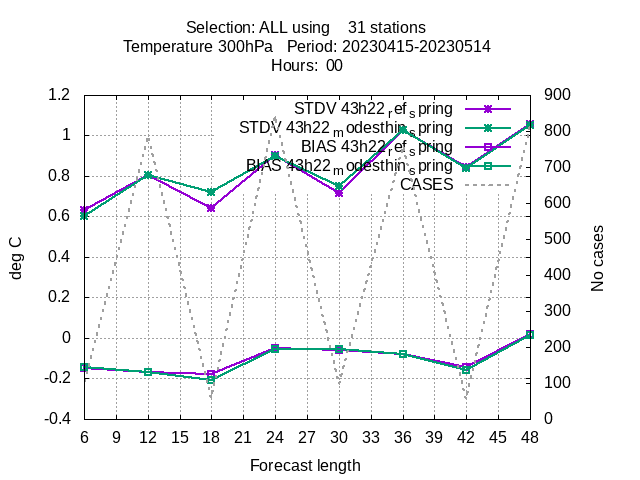 Selection: ALL using    31 stations
Temperature 300hPa   Period: 20230415-20230514
Hours:  00
STDV 43h22_ref_spring
STDV 43h22_modesthin_spring
BIAS 43h22_ref_spring
BIAS 43h22_modesthin_spring
CASES
deg C
1.2
1
0.8
0.6
0.4
0.2
0
-0.2
-0.4
900
800
700
600
500
400
300
200
100
0
No cases
6 9 12 15 18 21 24 27 30 33 36 39 42 45 48
Forecast length